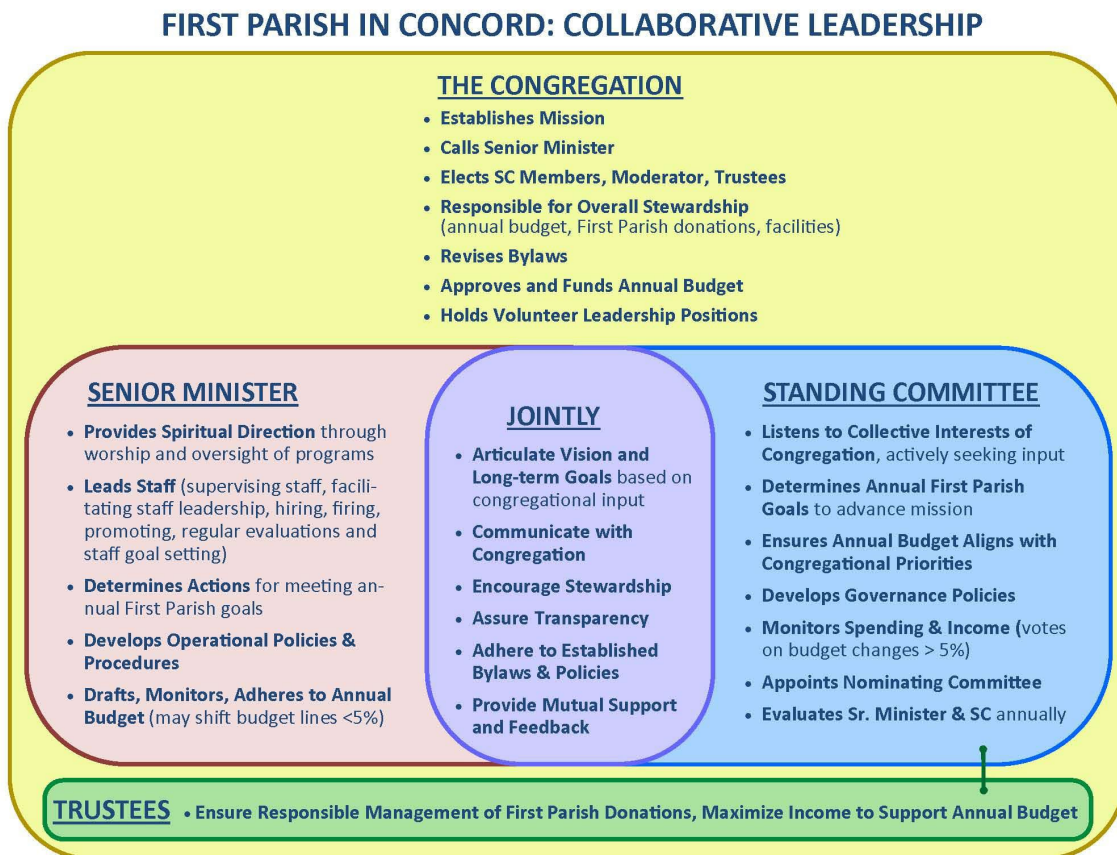 FIRST PARISH IN CONCORD: COLLABORATIVE LEADERSHIP
THE CONGREGATION
• Establishes Mission
• Calls Senior Minister
• Elects SC Members, Moderator, Trustees
• Responsible for Overall Stewardship
(annual budget, First Parish donations, facilities)
• Revises Bylaws
• Approves and Funds Annual Budget
• Holds Volunteer Leadership Positions
SENIOR MINISTER
• Provides Spiritual Direction through
worship and oversight of programs
• Leads Staff (supervising staff, facili-
tating staff leadership, hiring, firing,
promoting, regular evaluations and
staff goal setting)
• Determines Actions for meeting an-
nual First Parish goals
• Develops Operational Policies &
Procedures
• Drafts, Monitors, Adheres to Annual
Budget (may shift budget lines <5%)
JOINTLY
• Articulate Vision and
Long-term Goals based on
congregational input
• Communicate with
Congregation
• Encourage Stewardship
• Assure Transparency
• Adhere to Established
Bylaws & Policies
• Provide Mutual Support
and Feedback
STANDING COMMITTEE
• Listens to Collective Interests of
Congregation, actively seeking input
• Determines Annual First Parish
Goals to advance mission
• Ensures Annual Budget Aligns with
Congregational Priorities
• Develops Governance Policies
• Monitors Spending & Income (votes
on budget changes > 5%)
• Appoints Nominating Committee
• Evaluates Sr. Minister & SC annually
TRUSTEES • Ensure Responsible Management of First Parish Donations, Maximize Income to Support Annual Budget